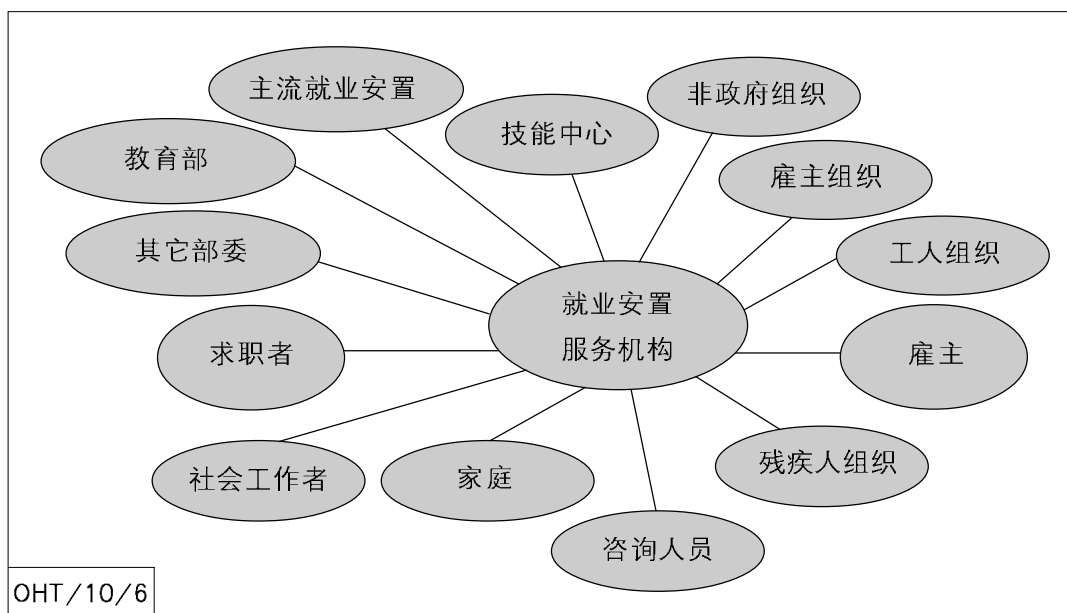 主流就业安置
非政府组织
技能中心
教育部
雇主组织
其它部委
工人组织
就业安置
服务机构
求职者
雇主
残疾人组织
社会工作者
家庭
咨询人员
OHT/10/6